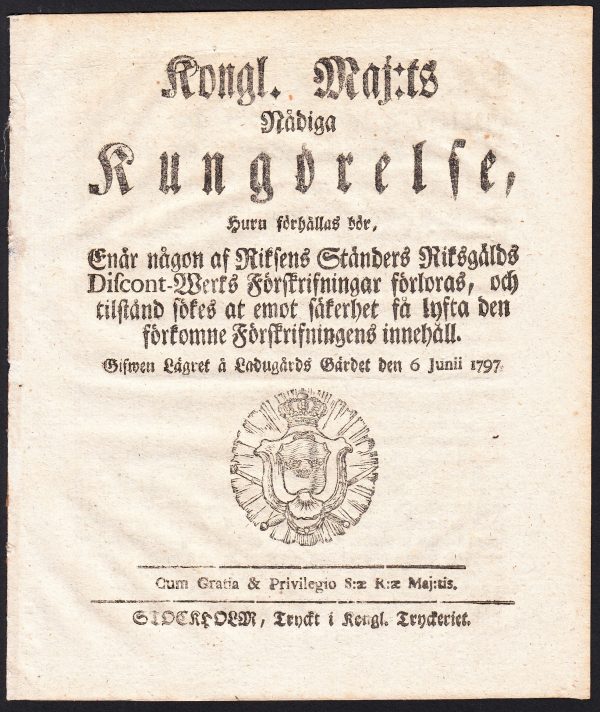 Kongl. Maj:ts
Nådiga
Kungörelse,
Huru förhållas bör,
Enär någon af Riksens Ständers Riksgälds
Discont-Werks Förskrifningar förloras, och
tilstånd sökes at emot säkerhet få lyfta den
förkomne Förskrifningens innehåll.
Gifwen Lägret å Ladugårds Gärdet den 6 Junii 1797.
Cum Gratia & Privilegio S:æ R:æ Maj:tis.
STOCKHOLM, Tryckt i Kongl. Tryckeriet.